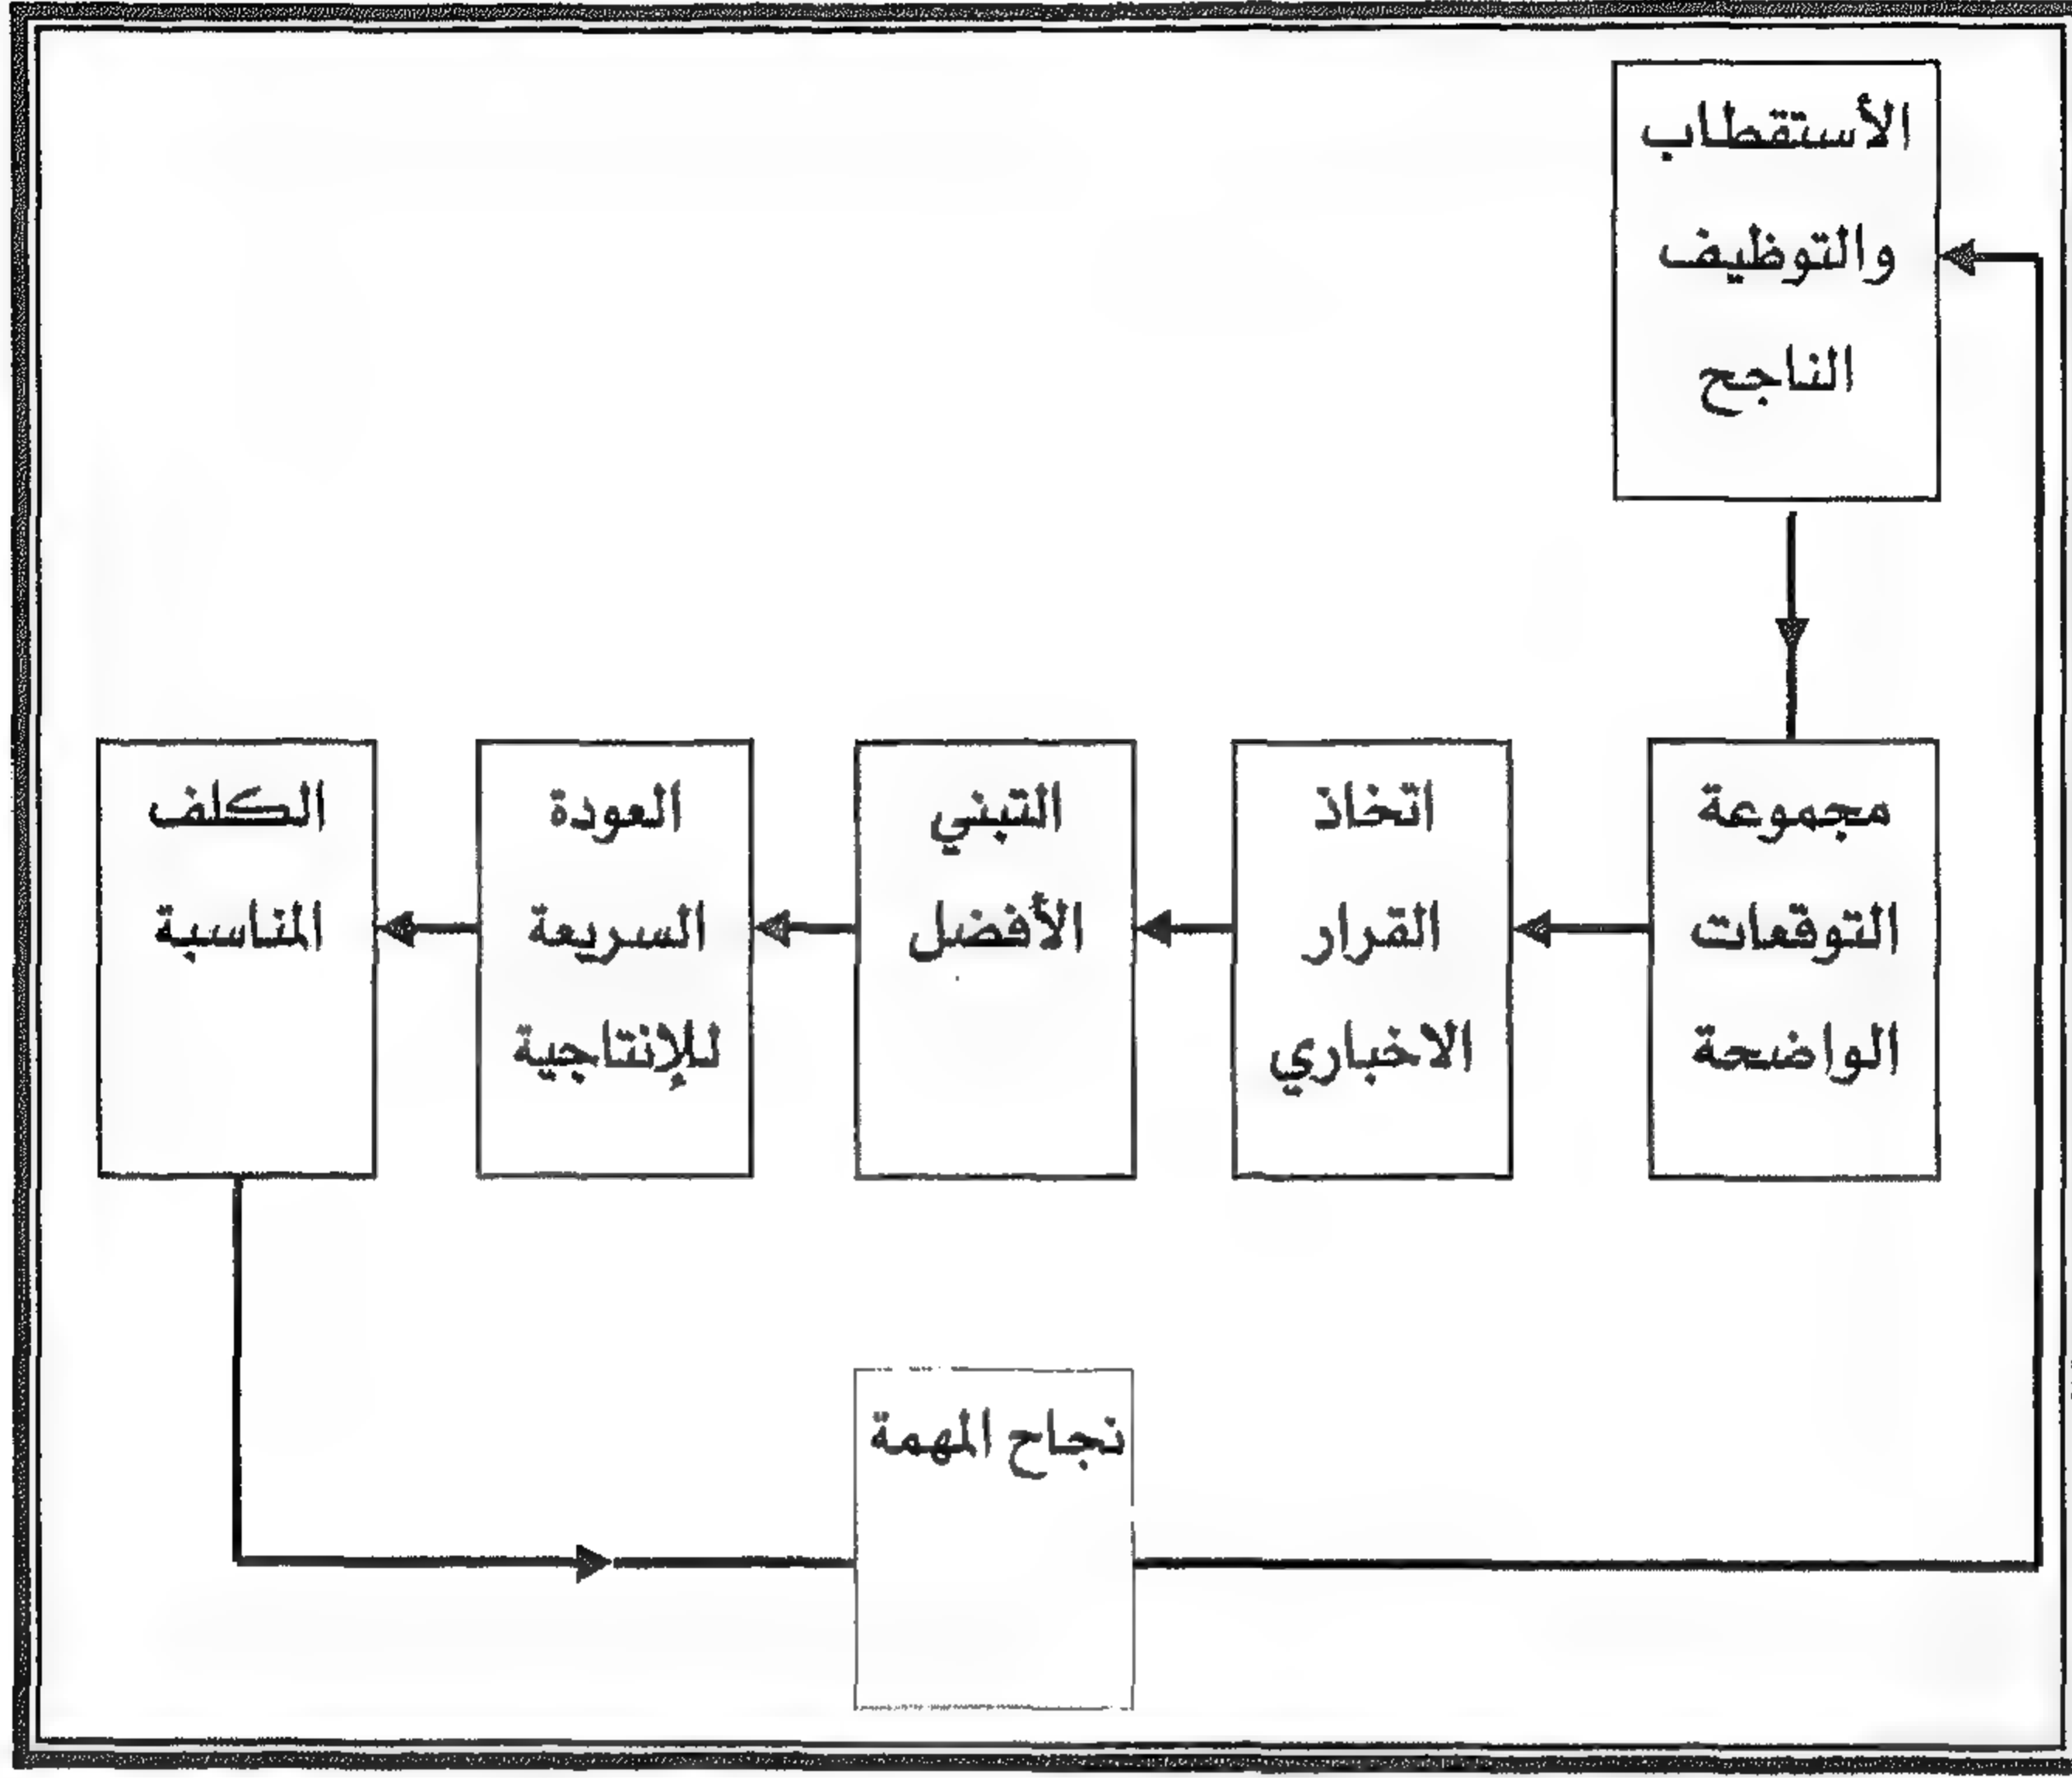 الأستقطاب
والتوظيف
الناجح
مجموعة
التوقعات
الواضحة
اتخاذ
القرار
الاخباري
التبني
الأفضل
العودة
السريعة
للإنتاجية
الكلف
المناسبة
نجاح المهمة